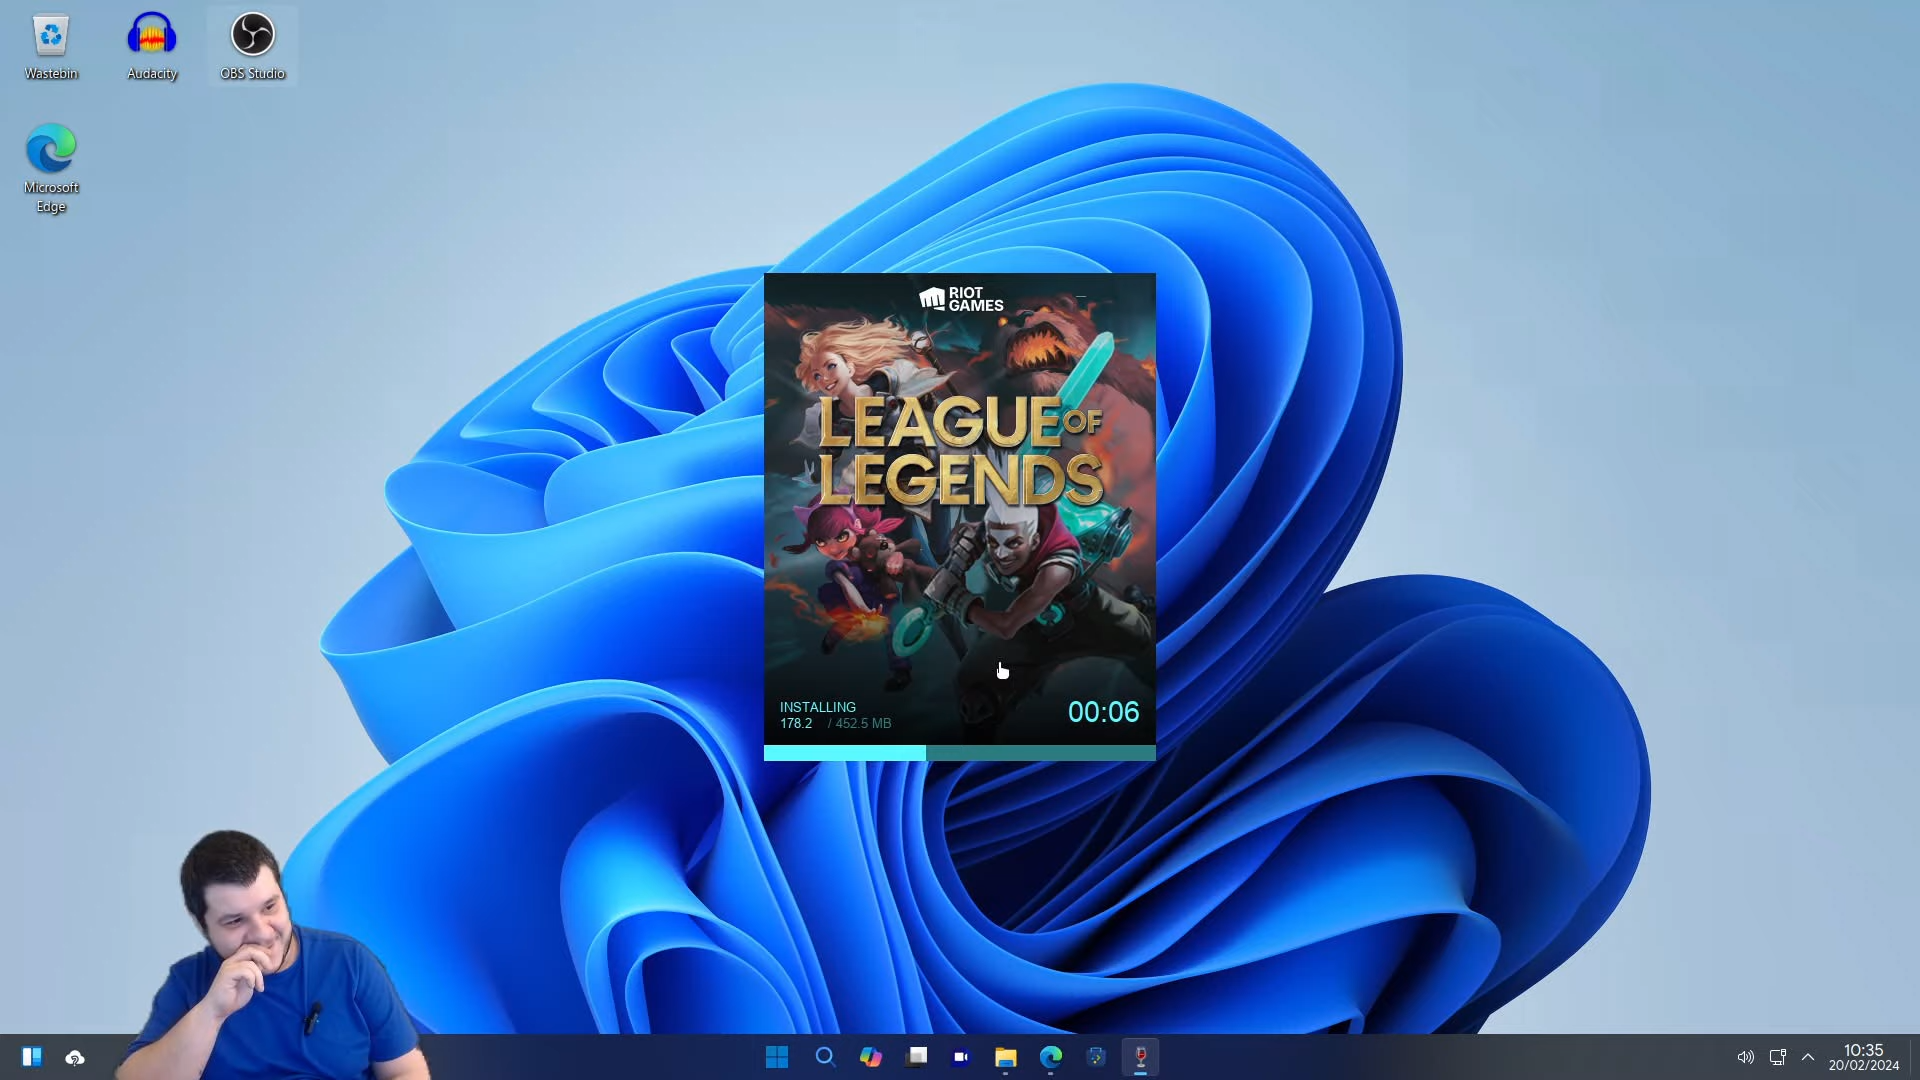 Wastebin
Audacity
OBS Studio
Microsoft
Edge
RIOT
GAMES
LEAGUE OF
LEGENDS
INSTALLING
178.2 / 452.5 MB
00:06
10:35
20/02/2024